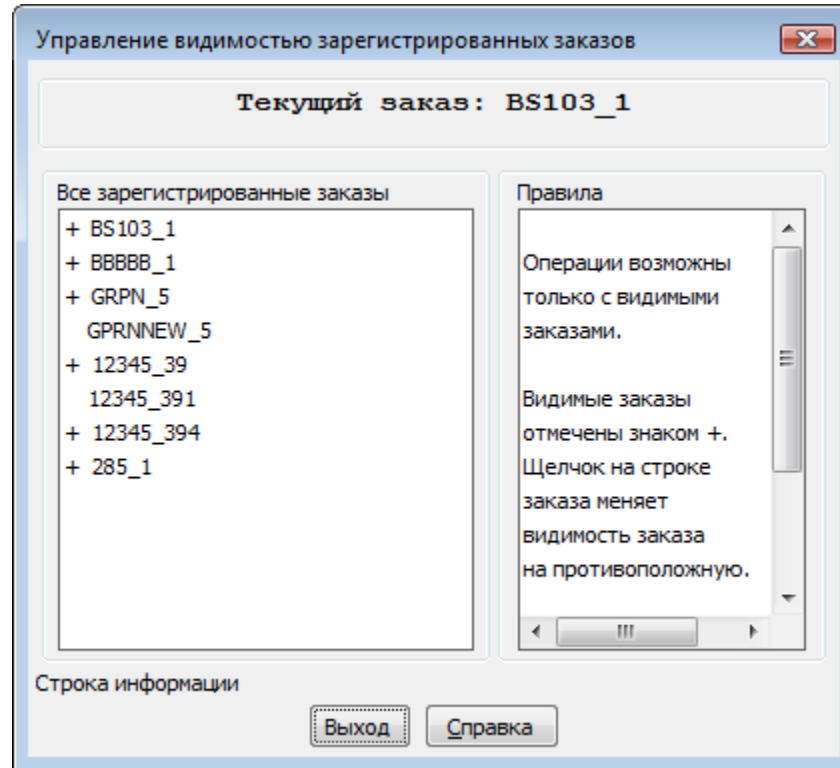 Управление видимостью зарегистрированных заказов
Текущий заказ: BS103_1
Все зарегистрированные заказы
+ BS103_1
+ BBBBB_1
+ GRPN_5
GPRNNEW_5
+ 12345_39
12345_391
+ 12345_394
+ 285_1
Правила
Операции возможны
только с видимыми
заказами.
Видимые заказы
отмечены знаком +.
Щелчок на строке
заказа меняет
видимость заказа
на противоположную.
Строка информации
Выход
Справка